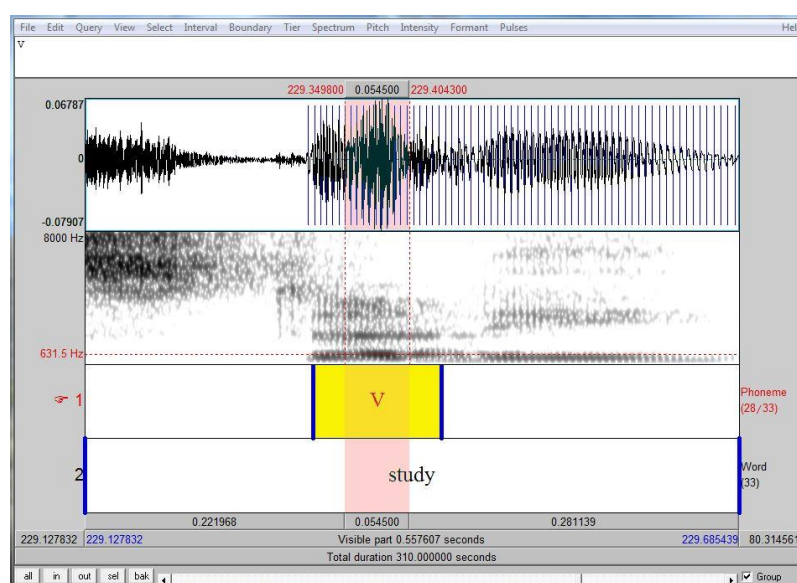 File Edit Query View Select Interval Boundary Tier Spectrum Pitch Intensity Formant Pulses Hel
V
229.349800 0.054500 229.404300
0.06787
0
-0.07907
8000 Hz
631.5 Hz
☞ 1 V Phoneme
(28/33)
2 study Word
(33)
0.221968 0.054500 0.281139
229.127832 229.127832 Visible part 0.557607 seconds 229.685439 80.314561
Total duration 310.000000 seconds
all in out sel bak Group